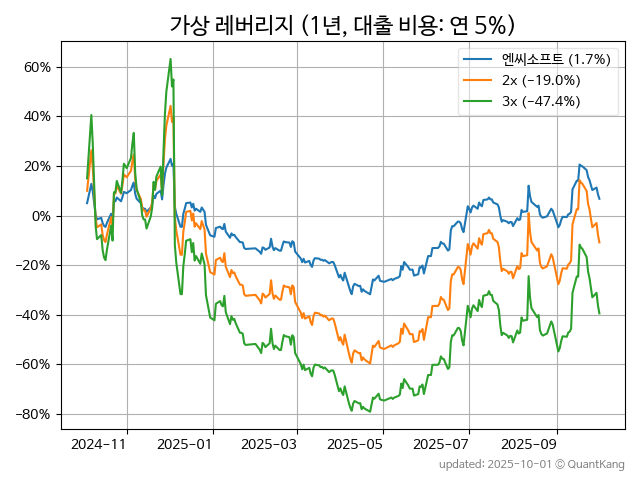 가상 레버리지 (1년, 대출 비용: 연 5%)
엔씨소프트 (1.7%)
2x (-19.0%)
3x (-47.4%)
60%
40%
20%
0%
-20%
-40%
-60%
-80%
2024-11
2025-01
2025-03
2025-05
2025-07
2025-09
updated: 2025-10-01 © QuantKang